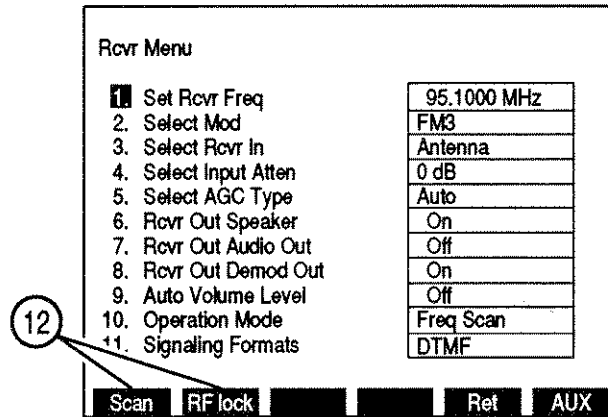 Rcvr Menu
1. Set Rcvr Freq 95.1000 MHz
2. Select Mod FM3
3. Select Rcvr In Antenna
4. Select Input Atten 0 dB
5. Select AGC Type Auto
6. Rcvr Out Speaker On
7. Rcvr Out Audio Out Off
8. Rcvr Out Demod Out On
9. Auto Volume Level Off
10. Operation Mode Freq Scan
11. Signaling Formats DTMF
12
Scan RF lock Ret AUX